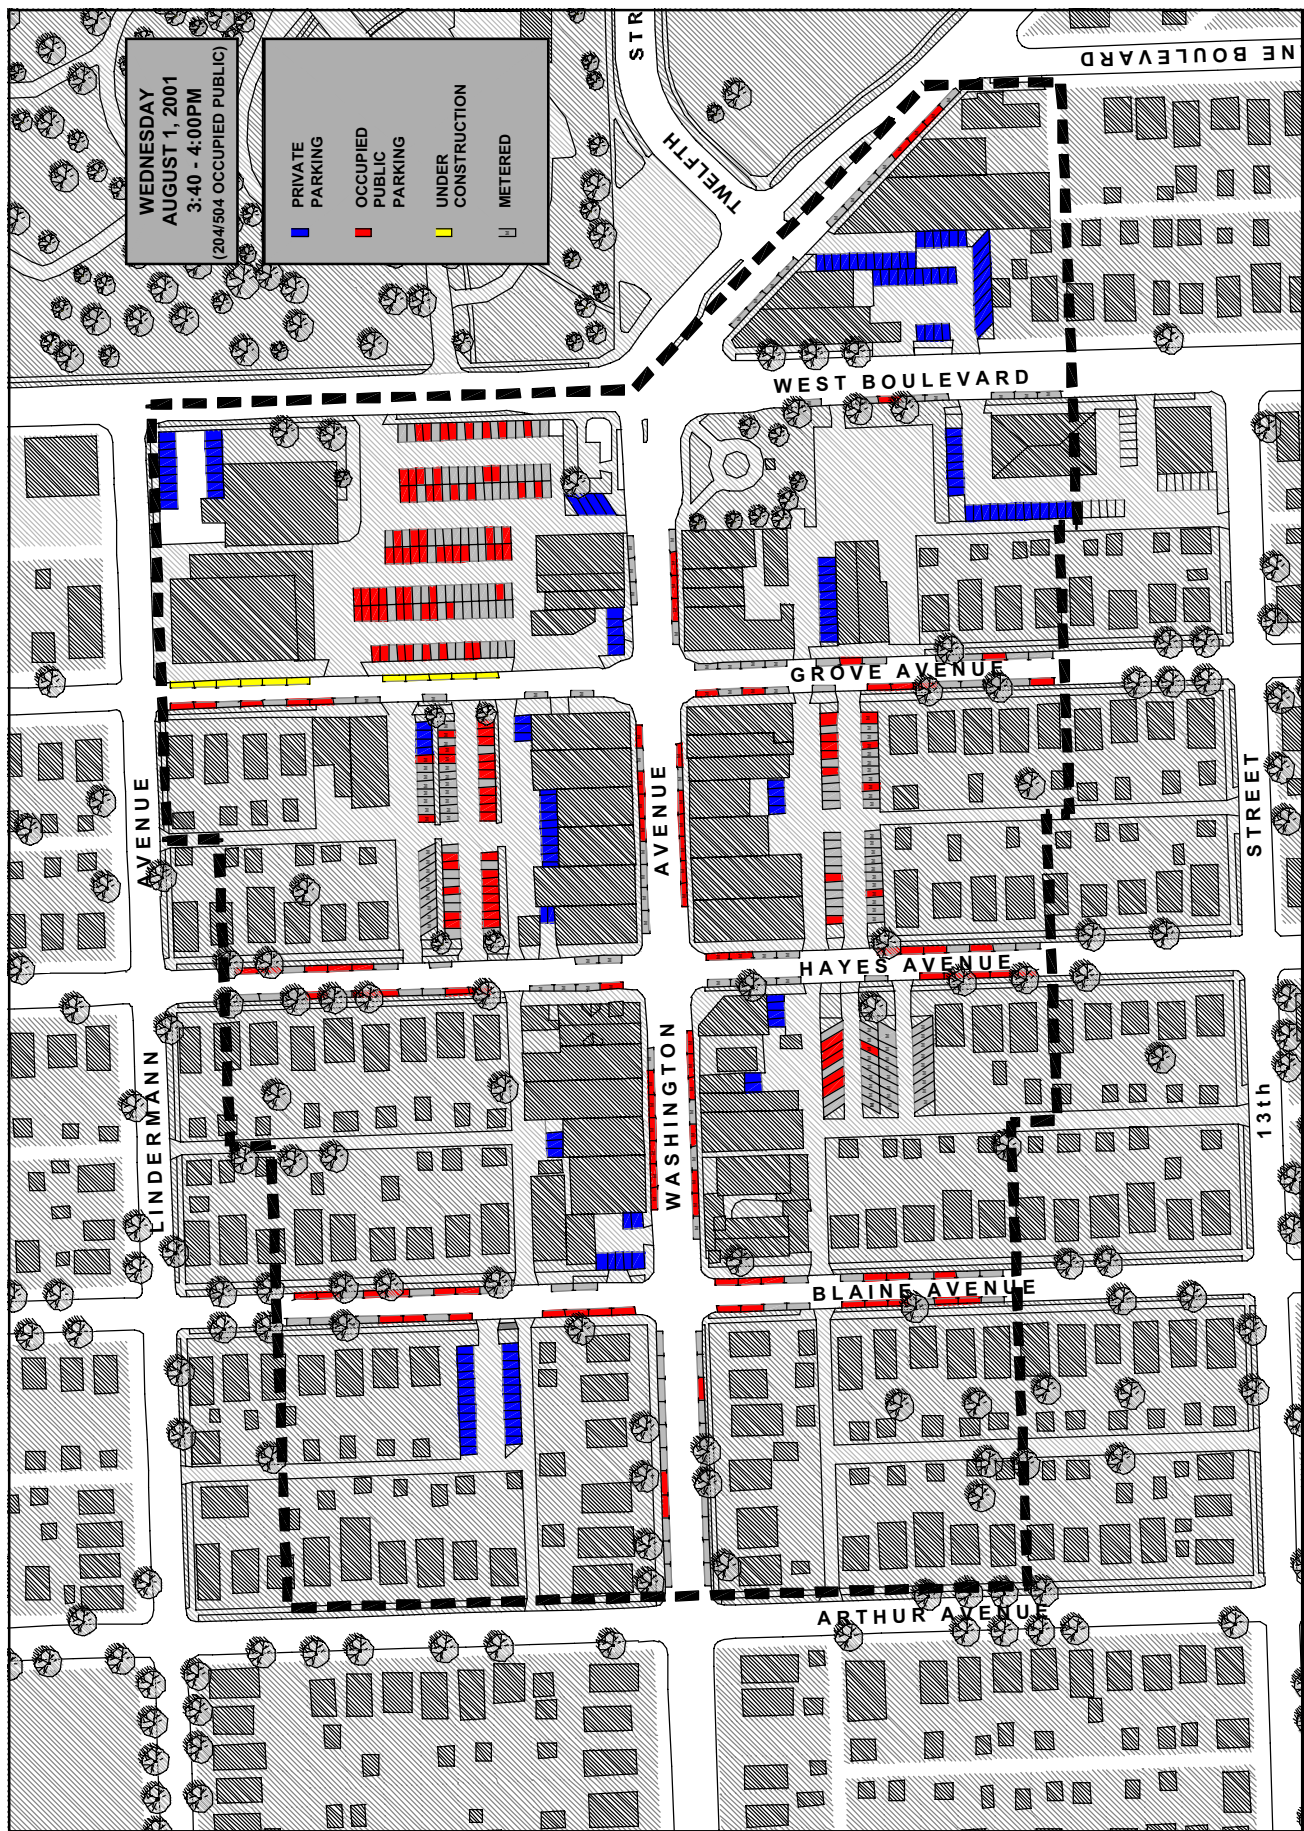 WEDNESDAY
AUGUST 1, 2001
3:40 - 4:00PM
(204/504 OCCUPIED PUBLIC)
PRIVATE
PARKING
OCCUPIED
PUBLIC
PARKING
UNDER
CONSTRUCTION
METERED
STR
TWELFTH
NE BOULEVARD
WEST BOULEVARD
GROVE AVENUE
AVENUE
AVENUE
STREET
HAYES AVENUE
LINDERMANN
WASHINGTON
13th
BLAINE AVENUE
ARTHUR AVENUE